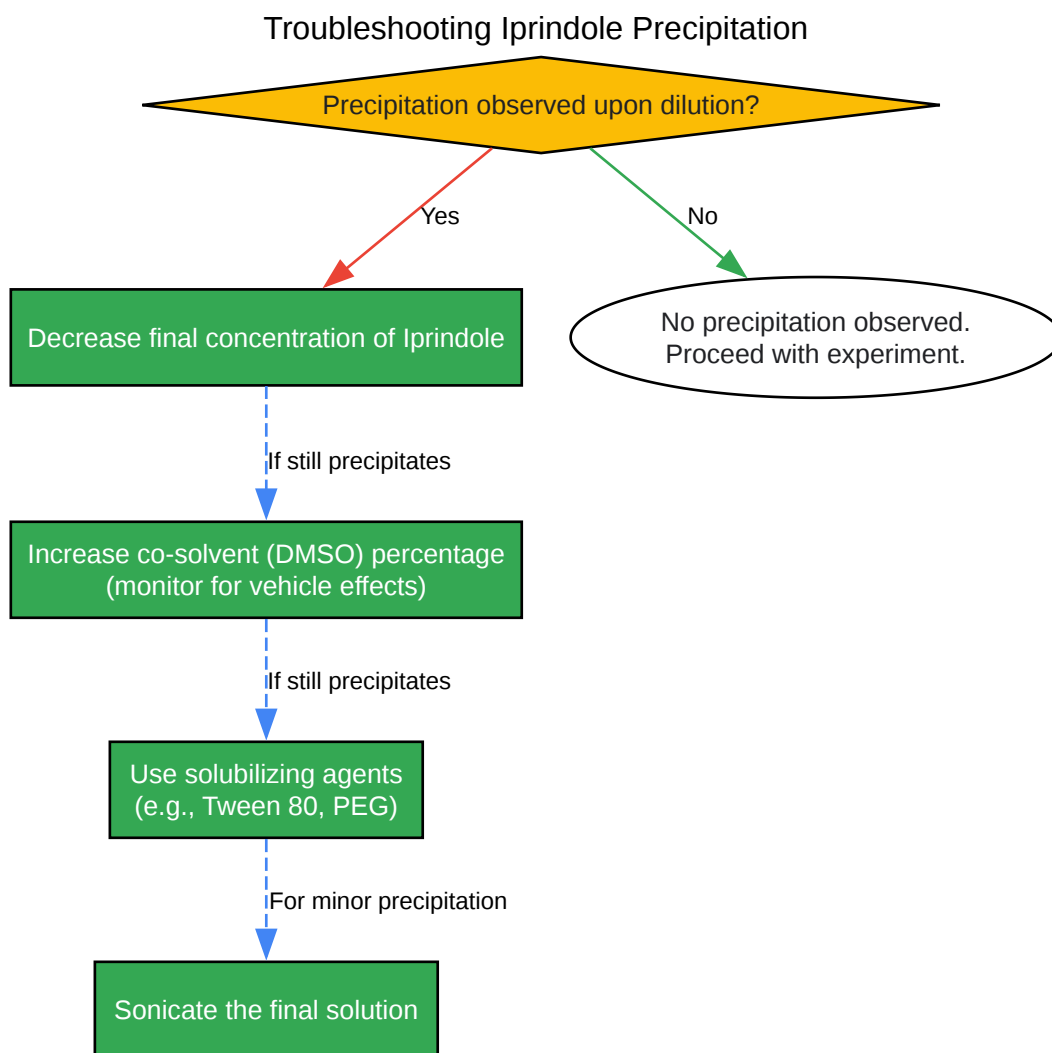 Troubleshooting Iprindole Precipitation
Precipitation observed upon dilution?
Yes
No
Decrease final concentration of Iprindole
No precipitation observed.
Proceed with experiment.
If still precipitates
Increase co-solvent (DMSO) percentage
(monitor for vehicle effects)
If still precipitates
Use solubilizing agents
(e.g., Tween 80, PEG)
For minor precipitation
Sonicate the final solution